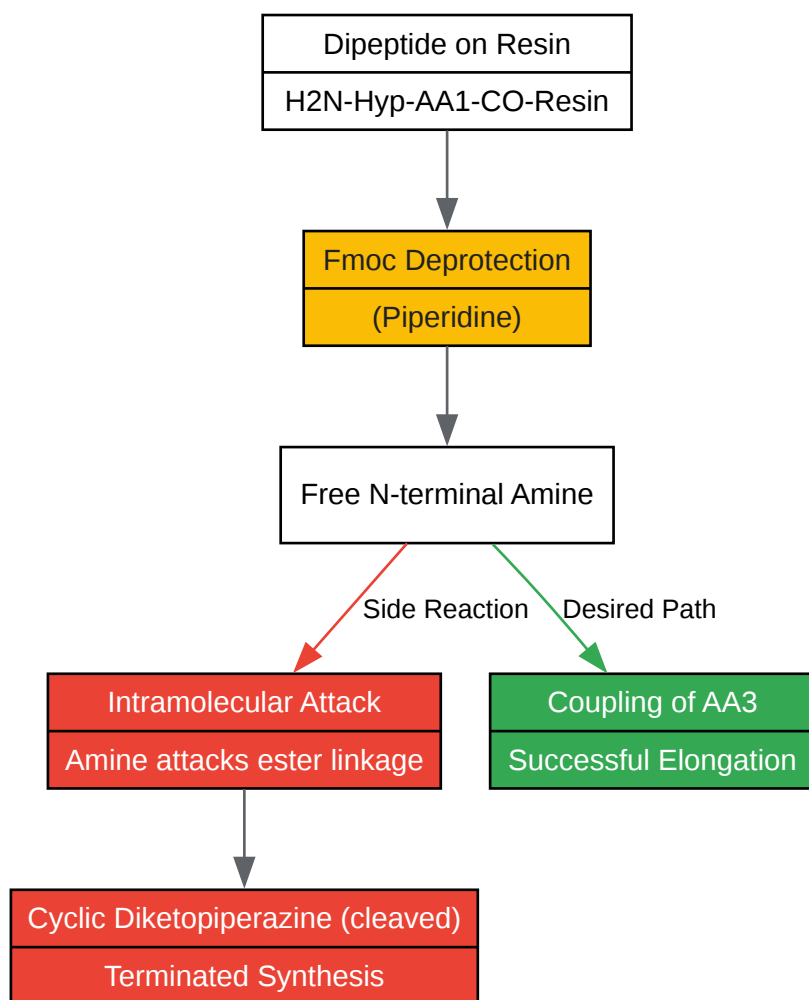 Dipeptide on Resin
H2N-Hyp-AA1-CO-Resin
Fmoc Deprotection
(Piperidine)
Free N-terminal Amine
Side Reaction
Desired Path
Intramolecular Attack
Amine attacks ester linkage
Coupling of AA3
Successful Elongation
Cyclic Diketopiperazine (cleaved)
Terminated Synthesis